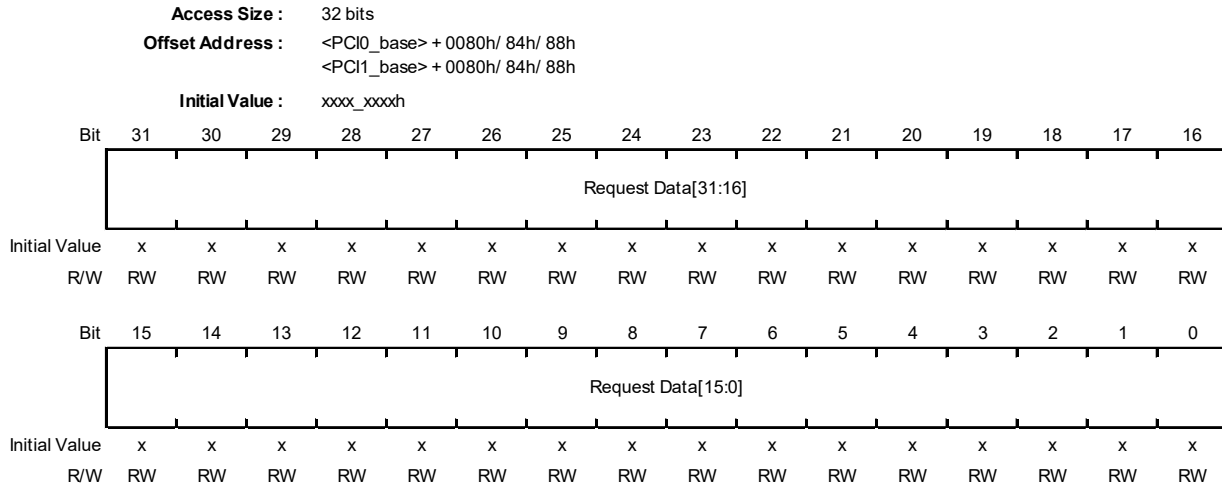 Access Size : 32 bits
Offset Address : <PCI0_base> + 0080h/ 84h/ 88h
<PCI1_base> + 0080h/ 84h/ 88h
Initial Value : xxxx_xxxxh
Bit 31 30 29 28 27 26 25 24 23 22 21 20 19 18 17 16
Request Data[31:16]
Initial Value x x x x x x x x x x x x x x x x
R/W RW RW RW RW RW RW RW RW RW RW RW RW RW RW RW RW
Bit 15 14 13 12 11 10 9 8 7 6 5 4 3 2 1 0
Request Data[15:0]
Initial Value x x x x x x x x x x x x x x x x
R/W RW RW RW RW RW RW RW RW RW RW RW RW RW RW RW RW